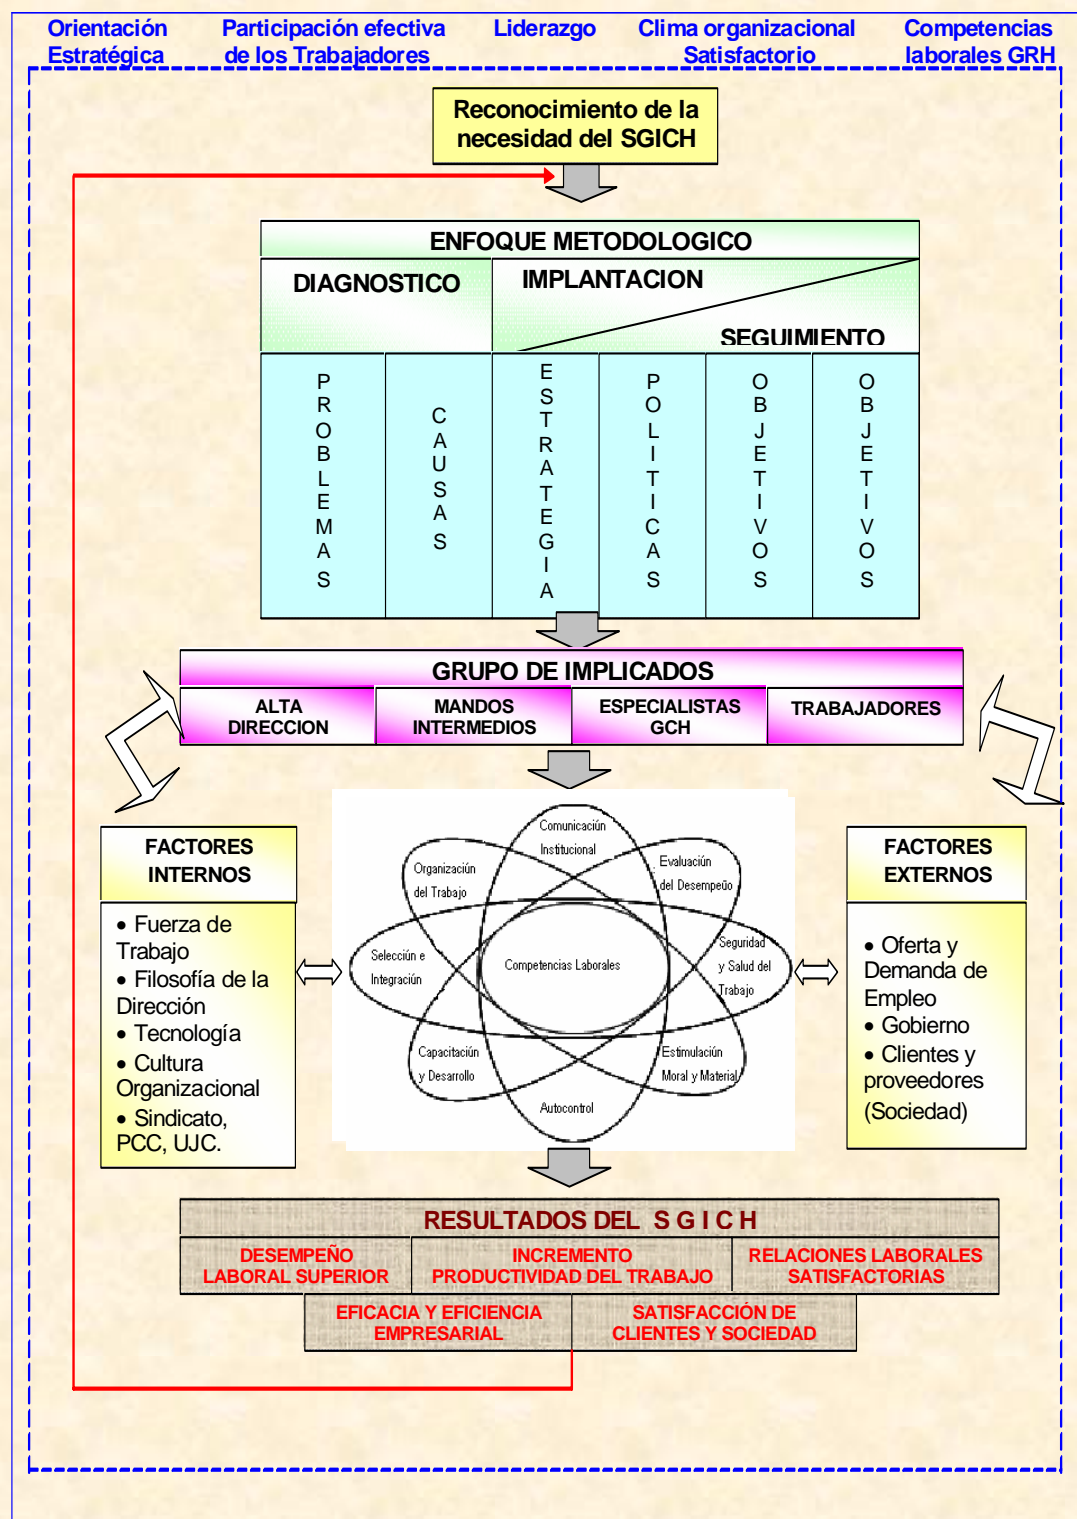 Orientación
Estratégica
Participación efectiva
de los Trabajadores
Liderazgo
Clima organizacional
Satisfactorio
Competencias
laborales GRH
Reconocimiento de la
necesidad del SGICH
ENFOQUE METODOLOGICO
DIAGNOSTICO
IMPLANTACION
SEGUIMIENTO
PROBLEMAS
CAUSAS
ESTRATEGIA
POLITICAS
OBJETIVOS
OBJETIVOS
GRUPO DE IMPLICADOS
ALTA
DIRECCION
MANDOS
INTERMEDIOS
ESPECIALISTAS
GCH
TRABAJADORES
FACTORES
INTERNOS
• Fuerza de
Trabajo
• Filosofía de la
Dirección
• Tecnología
• Cultura
Organizacional
• Sindicato,
PCC, UJC.
Comunicación
Institucional
Organización
del Trabajo
Evaluación
del Desempeño
Selección e
Integración
Competencias Laborales
Seguridad
y Salud del
Trabajo
Capacitación
y Desarrollo
Estimulación
Moral y Material
Autocontrol
FACTORES
EXTERNOS
• Oferta y
Demanda de
Empleo
• Gobierno
• Clientes y
proveedores
(Sociedad)
RESULTADOS DEL S G I C H
DESEMPEÑO
LABORAL SUPERIOR
INCREMENTO
PRODUCTIVIDAD DEL TRABAJO
RELACIONES LABORALES
SATISFACTORIAS
EFICACIA Y EFICIENCIA
EMPRESARIAL
SATISFACCIÓN DE
CLIENTES Y SOCIEDAD